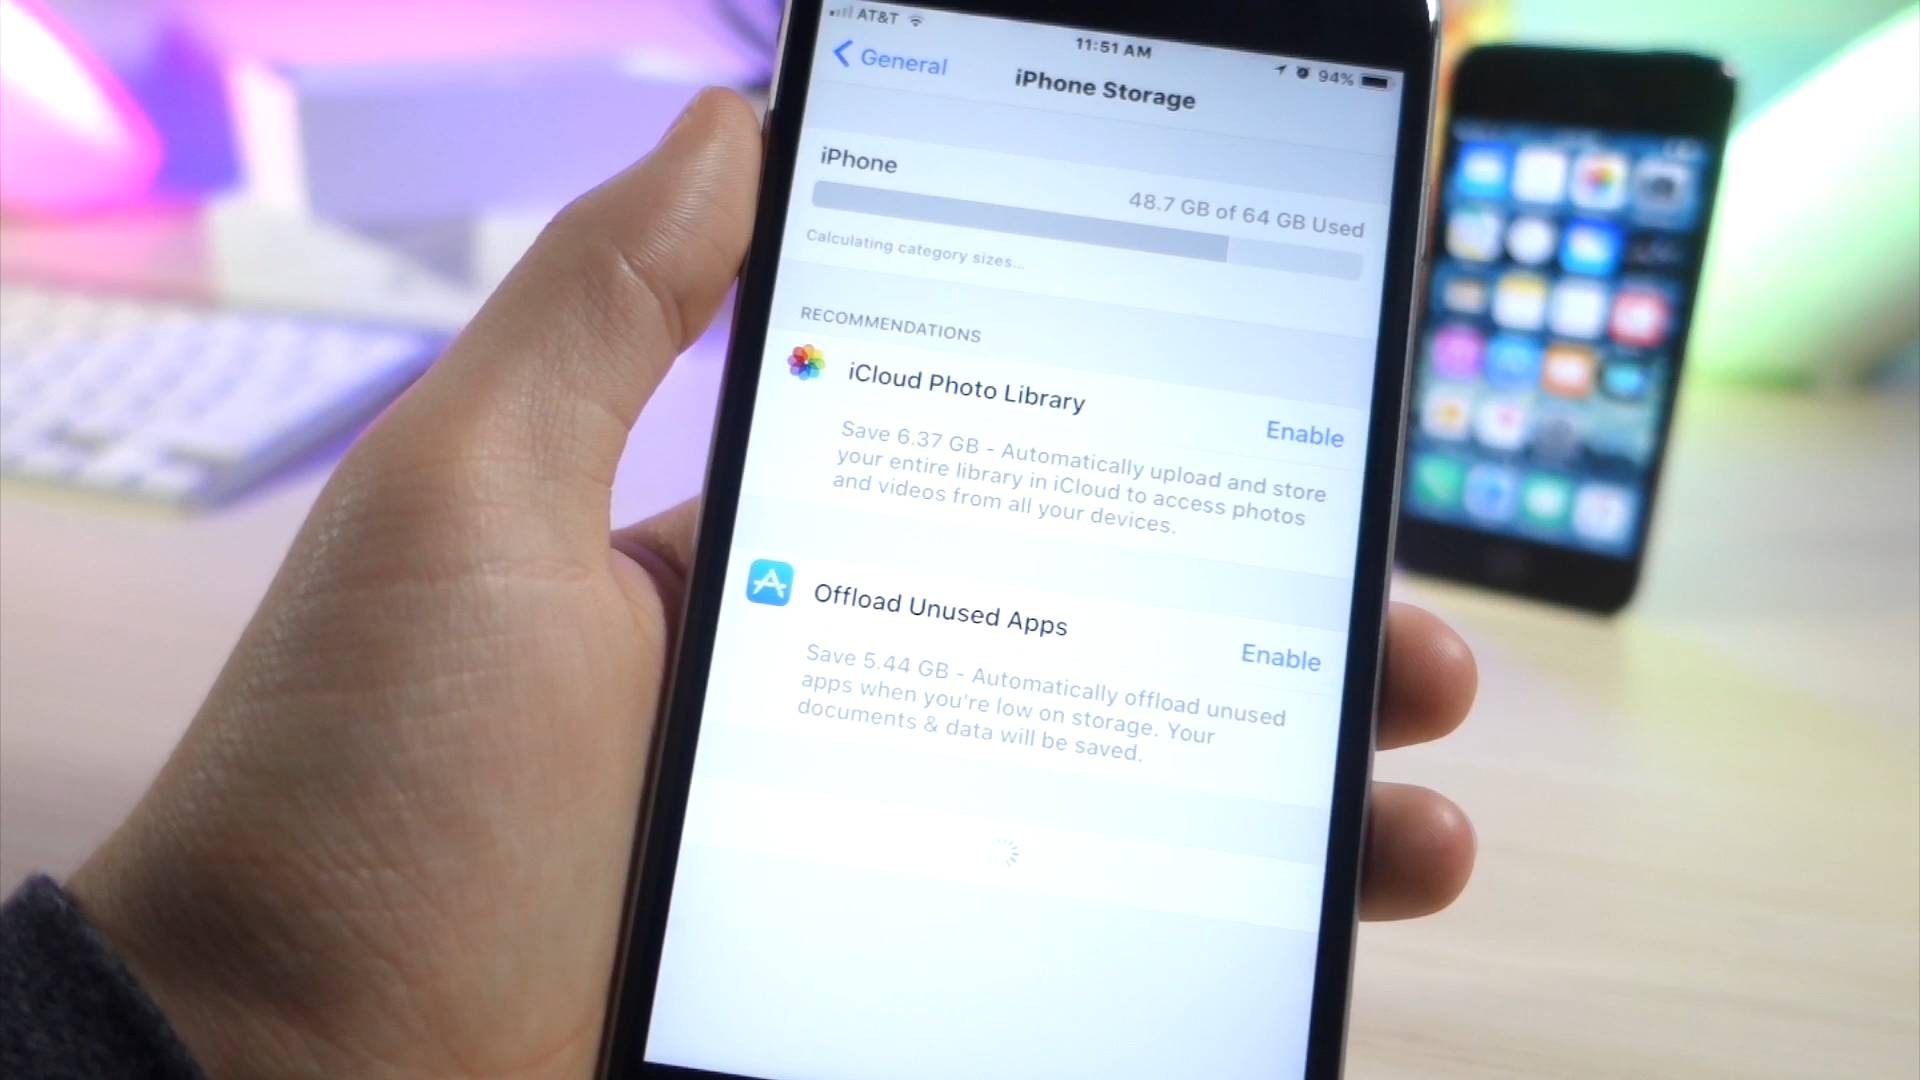 AT&T
11:51 AM
94%
General
iPhone Storage
iPhone
48.7 GB of 64 GB Used
Calculating category sizes...
RECOMMENDATIONS
iCloud Photo Library
Enable
Save 6.37 GB - Automatically upload and store
your entire library in iCloud to access photos
and videos from all your devices.
Offload Unused Apps
Enable
Save 5.44 GB - Automatically offload unused
apps when you're low on storage. Your
documents & data will be saved.